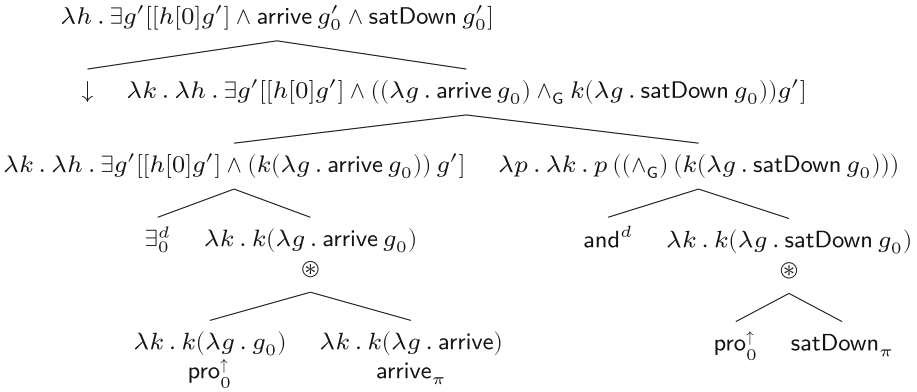 λh . ∃g′[[h[0]g′] ∧ arrive g′₀ ∧ satDown g′₀]
↓ λk . λh . ∃g′[[h[0]g′] ∧ ((λg . arrive g₀) ∧_G k(λg . satDown g₀))g′]
λk . λh . ∃g′[[h[0]g′] ∧ (k(λg . arrive g₀)) g′] λp . λk . p ((∧_G) (k(λg . satDown g₀)))
∃ᵈ₀ λk . k(λg . arrive g₀) andᵈ λk . k(λg . satDown g₀)
⊛ ⊛
λk . k(λg . g₀) λk . k(λg . arrive) pro₀^↑ satDown_π
pro₀^↑ arrive_π